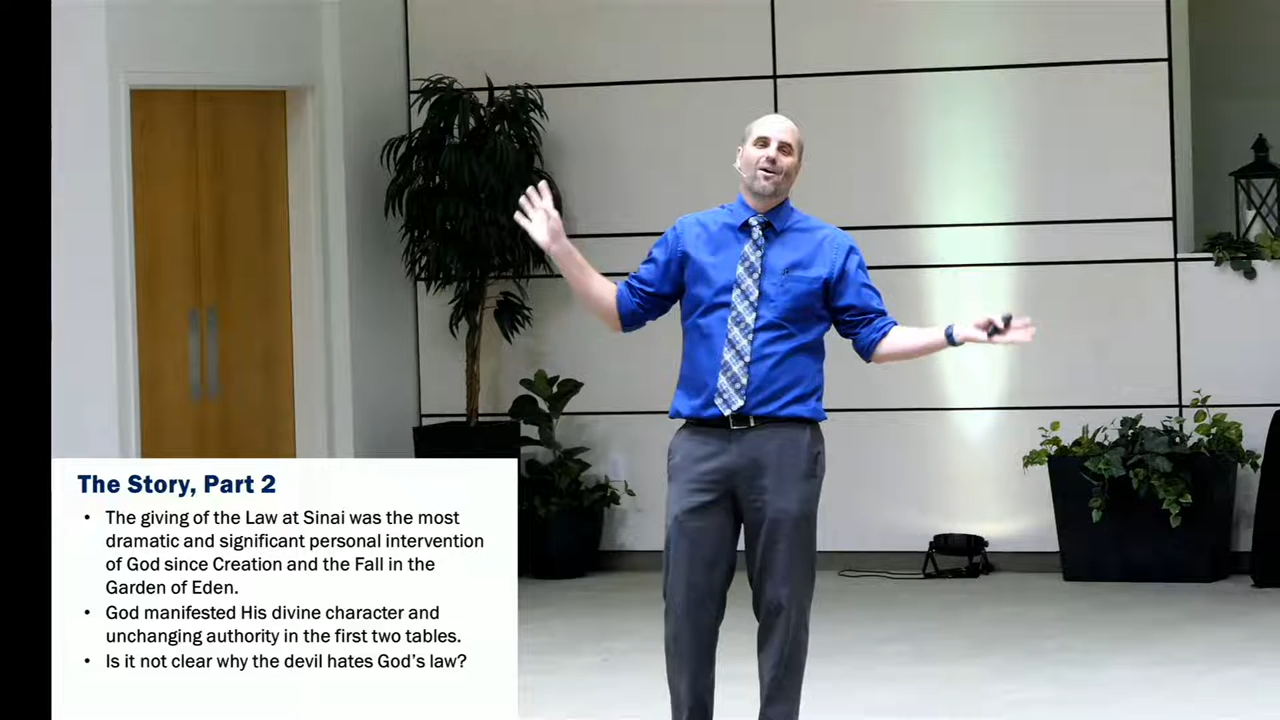 The Story, Part 2
• The giving of the Law at Sinai was the most
dramatic and significant personal intervention
of God since Creation and the Fall in the
Garden of Eden.
• God manifested His divine character and
unchanging authority in the first two tables.
• Is it not clear why the devil hates God's law?